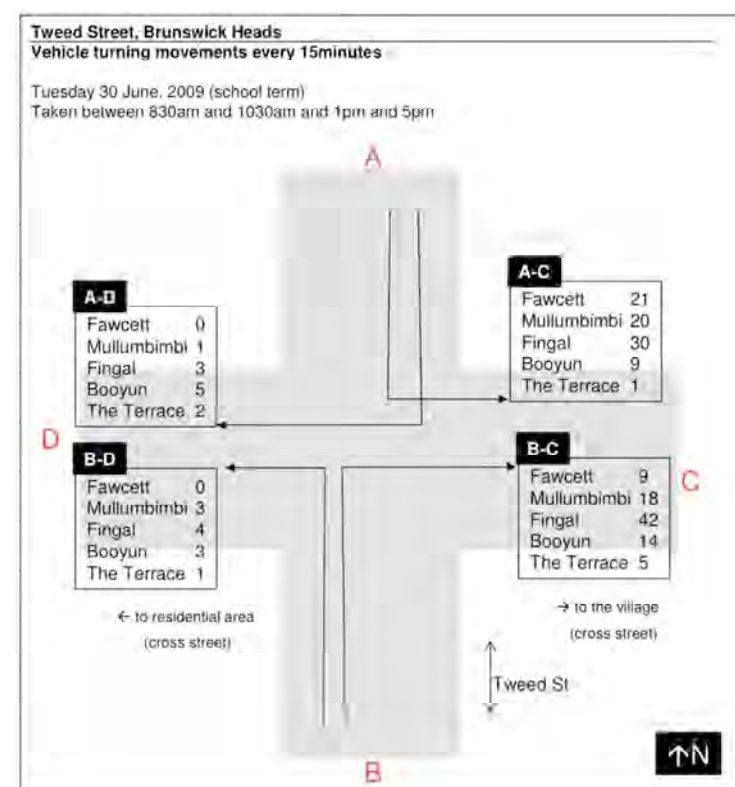 Tweed Street, Brunswick Heads
Vehicle turning movements every 15minutes
Tuesday 30 June, 2009 (school term)
Taken between 830am and 1030am and 1pm and 5pm
A
A-D
Fawcett 0
Mullumbimbi 1
Fingal 3
Booyun 5
The Terrace 2
A-C
Fawcett 21
Mullumbimbi 20
Fingal 30
Booyun 9
The Terrace 1
D
B-D
Fawcett 0
Mullumbimbi 3
Fingal 4
Booyun 3
The Terrace 1
B-C
Fawcett 9
Mullumbimbi 18
Fingal 42
Booyun 14
The Terrace 5
C
← to residential area
(cross street)
→ to the village
(cross street)
Tweed St
↑N
B